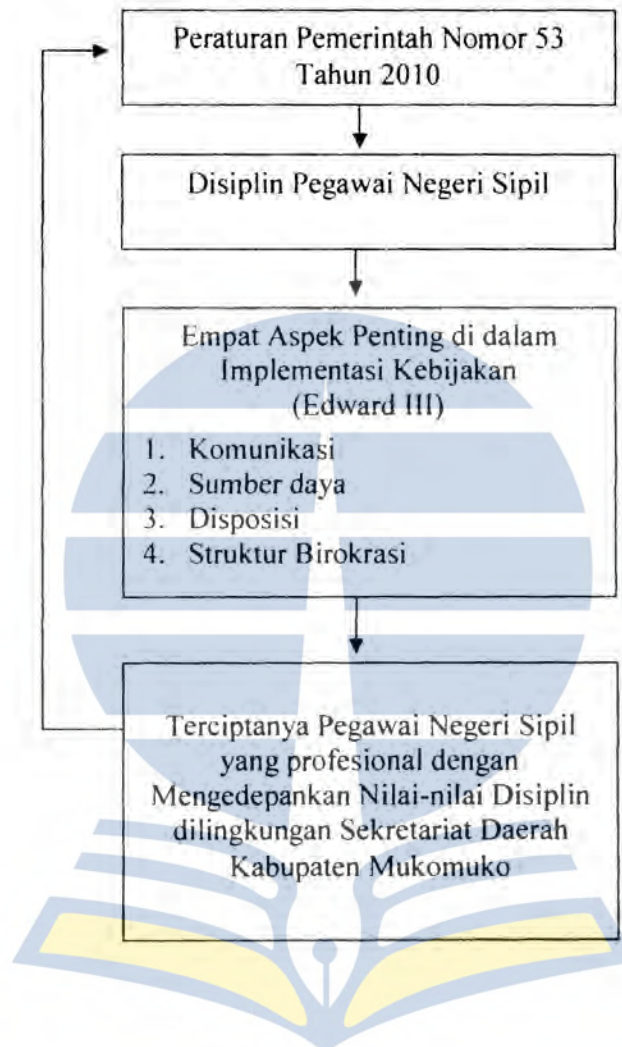 Peraturan Pemerintah Nomor 53
Tahun 2010
Disiplin Pegawai Negeri Sipil
Empat Aspek Penting di dalam
Implementasi Kebijakan
(Edward III)
1. Komunikasi
2. Sumber daya
3. Disposisi
4. Struktur Birokrasi
Terciptanya Pegawai Negeri Sipil
yang profesional dengan
Mengedepankan Nilai-nilai Disiplin
dilingkungan Sekretariat Daerah
Kabupaten Mukomuko